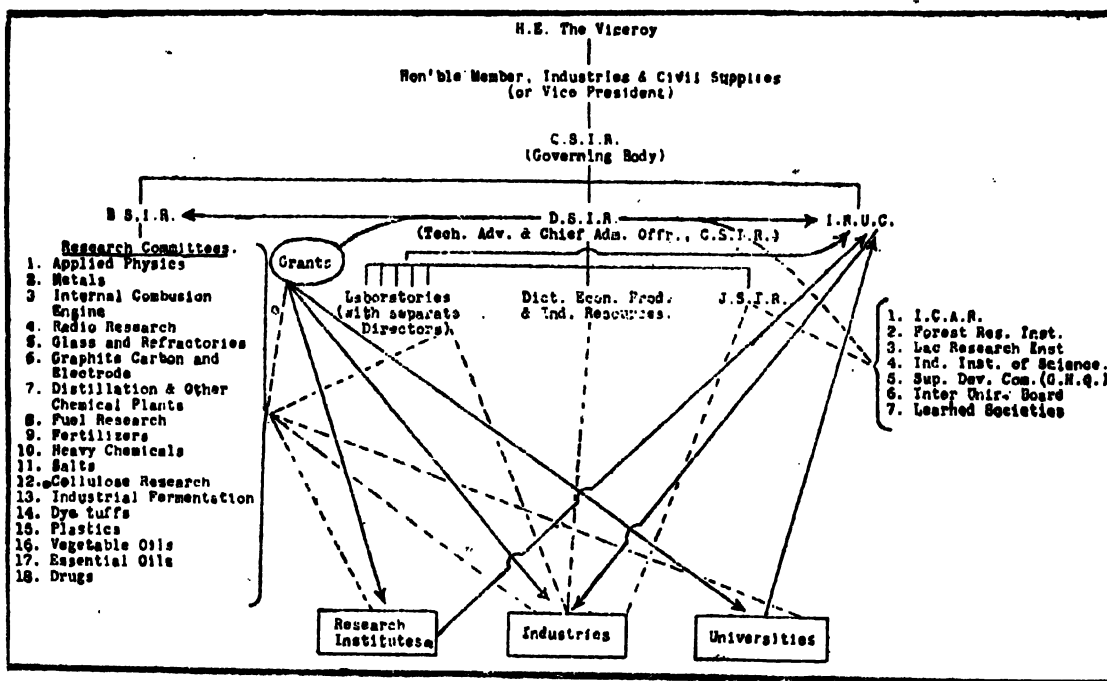 H.E. The Viceroy
Hon'ble Member, Industries & Civil Supplies
(or Vice President)
C.S.I.R.
(Governing Body)
B S.I.R.
D.S.I.R.
(Tech. Adv. & Chief Adm. Offr., C.S.I.R.)
I.R.U.C.
Research Committees.
1. Applied Physics
2. Metals
3 Internal Combusion
Engine
4. Radio Research
5. Glass and Refractories
6. Graphits Carbon and
Electrode
7. Distillation & Other
Chemical Plants
8. Fuel Research
9. Fertilizers
10. Heavy Chemicals
11. Salts
12. Cellulose Research
13. Industrial Fermentation
14. Dye tuffs
15. Plastics
16. Vegetable Oils
17. Essential Oils
18. Drugs
Grants
Laborstories
(with separate
Directors).
Dict. Econ. Prod.
& Ind. Resources.
J.S.I.R.
1. I.C.A.R.
2. Forest Res. Inst.
3. Lac Research Inst
4. Ind. Inst. of Science.
5. Sup. Dev. Com.(G.H.Q.)
6. Inter Univ. Board
7. Learned Societies
Research
Institutes
Industries
Universities